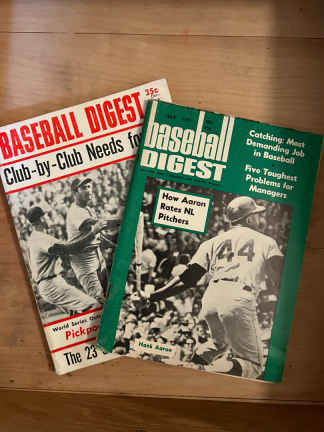 BASEBALL DIGEST
35c
Club-by-Club Needs fo
World Series Ou
Pickpo
The 23
baseball
DIGEST
Catching: Most
Demanding Job
in Baseball
Five Toughest
Problems for
Managers
How Aaron
Rates NL
Pitchers
44
Hank Aaron